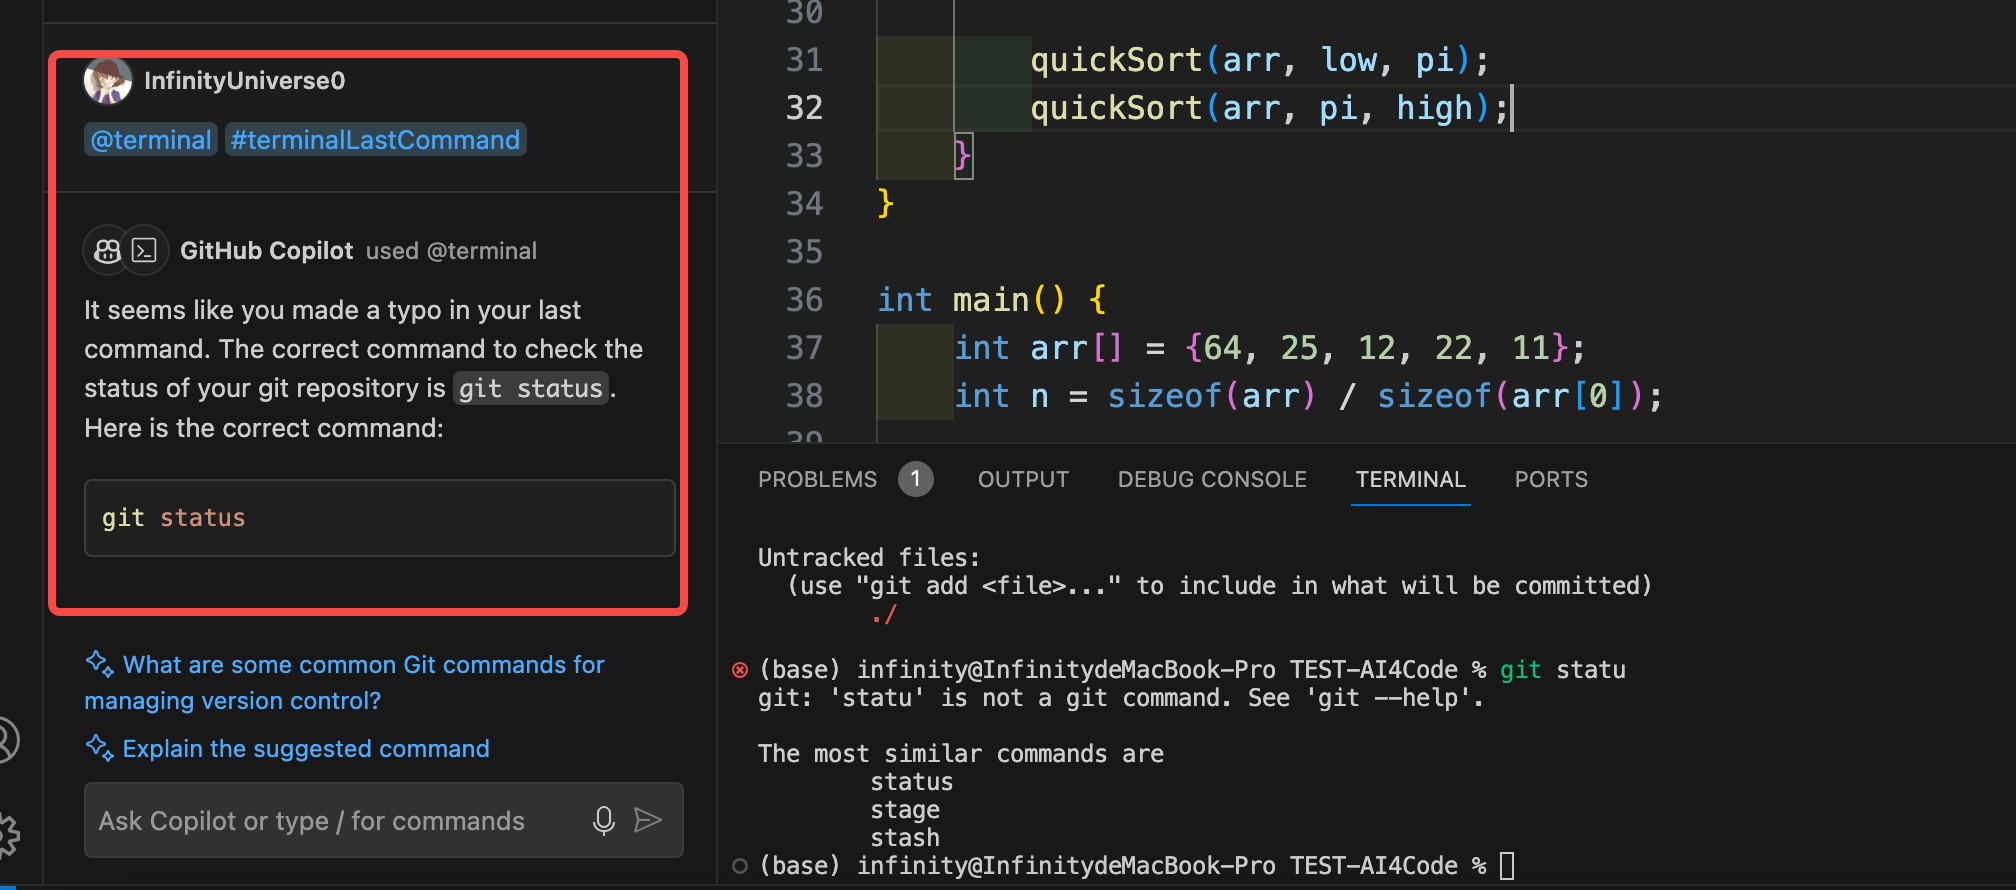 InfinityUniverse0
@terminal #terminalLastCommand
GitHub Copilot used @terminal
It seems like you made a typo in your last
command. The correct command to check the
status of your git repository is git status.
Here is the correct command:
git status
What are some common Git commands for
managing version control?
Explain the suggested command
Ask Copilot or type / for commands
30
31 quickSort(arr, low, pi);
32 quickSort(arr, pi, high);
33 }
34 }
35
36 int main() {
37 int arr[] = {64, 25, 12, 22, 11};
38 int n = sizeof(arr) / sizeof(arr[0]);
39
PROBLEMS 1 OUTPUT DEBUG CONSOLE TERMINAL PORTS
Untracked files:
(use "git add <file>..." to include in what will be committed)
./
(base) infinity@InfinitydeMacBook-Pro TEST-AI4Code % git statu
git: 'statu' is not a git command. See 'git --help'.
The most similar commands are
status
stage
stash
(base) infinity@InfinitydeMacBook-Pro TEST-AI4Code %